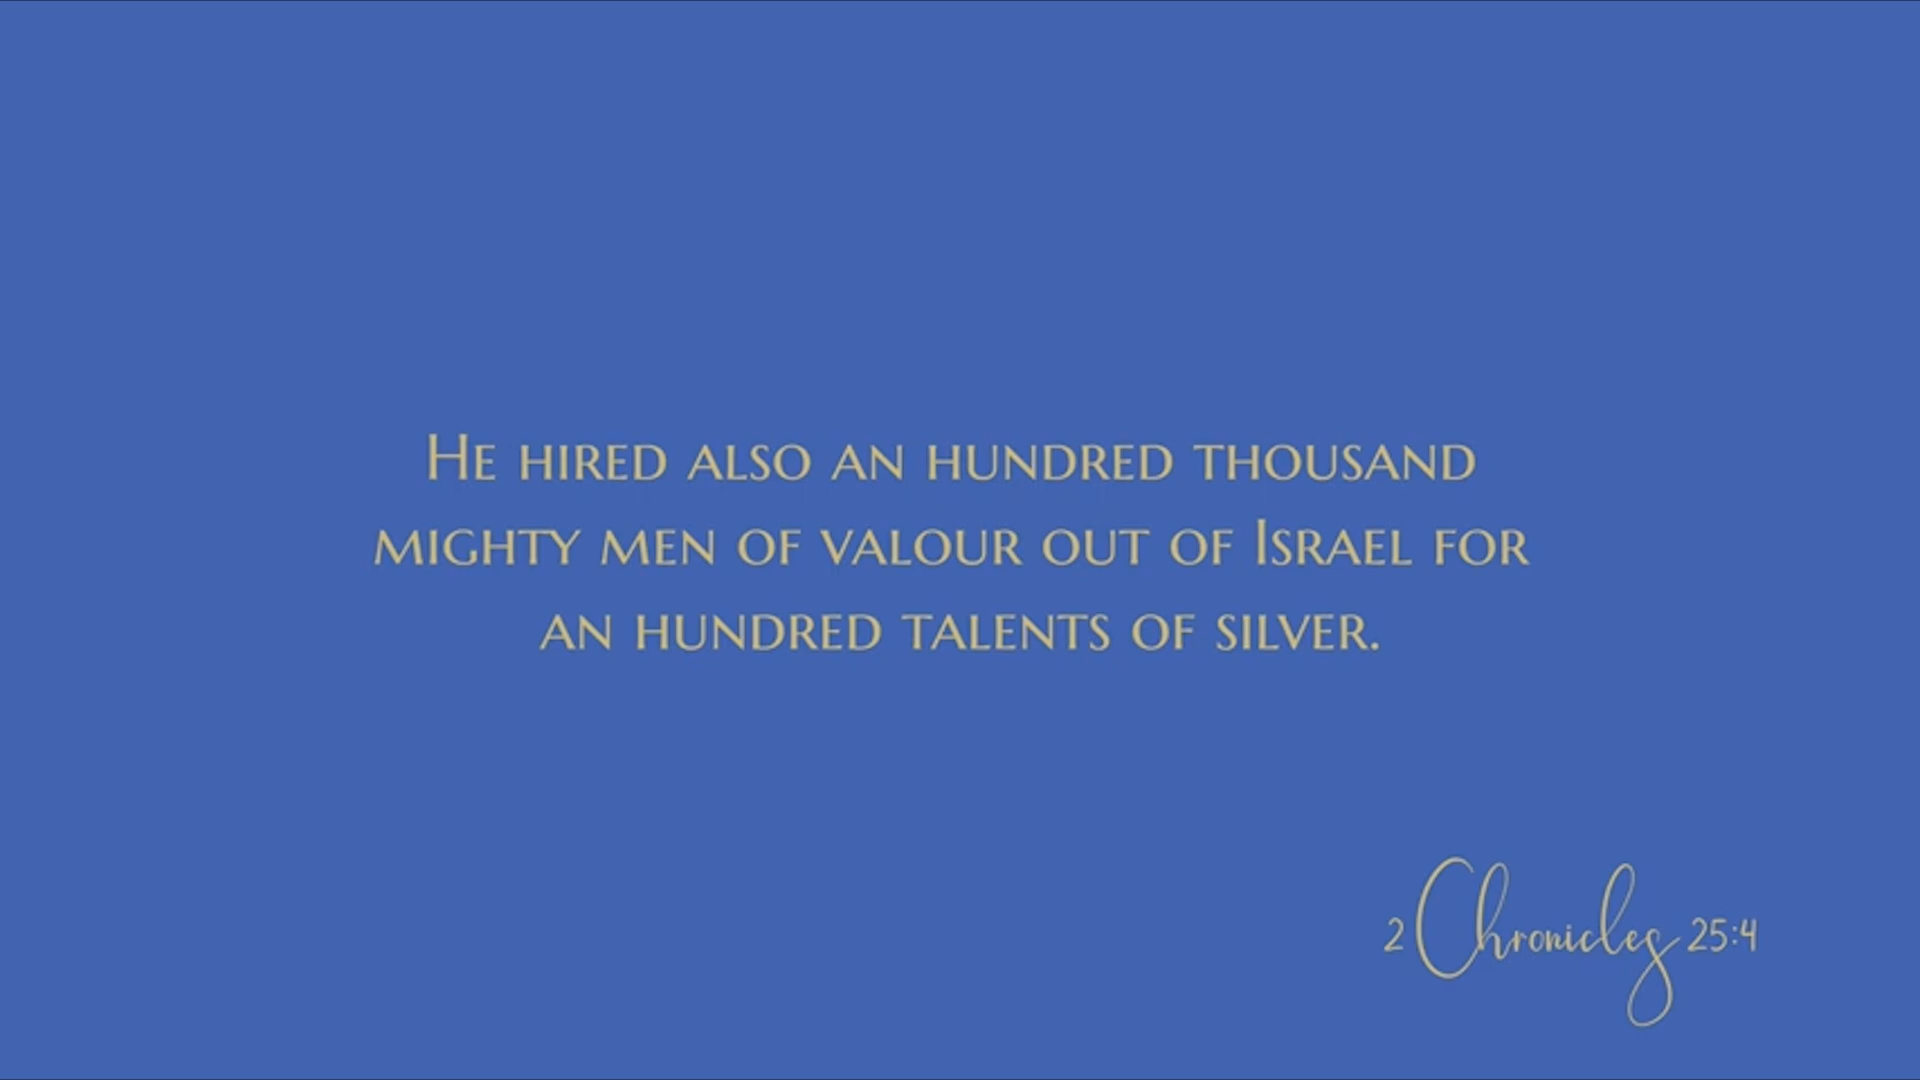 He hired also an hundred thousand
mighty men of valour out of Israel for
an hundred talents of silver.
2 Chronicles 25:4